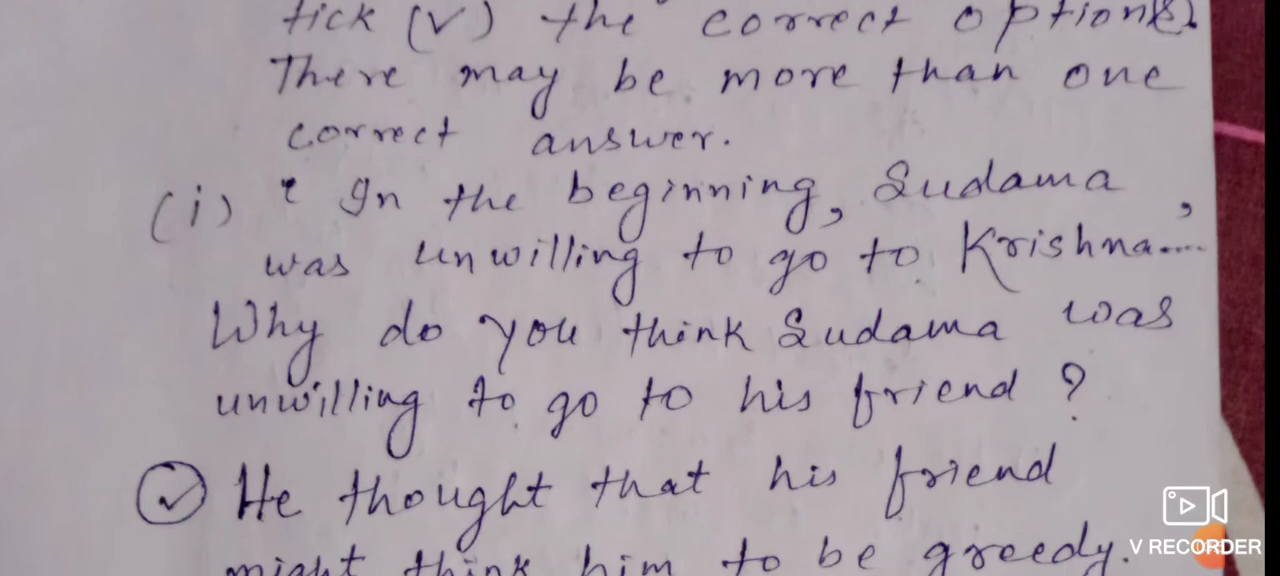 tick (✓) the correct option(s).
There may be more than one
correct answer.
(i) " In the beginning, Sudama
was unwilling to go to Krishna....
Why do you think Sudama was
unwilling to go to his friend ?
✓ He thought that his friend
might think him to be greedy.
V RECORDER